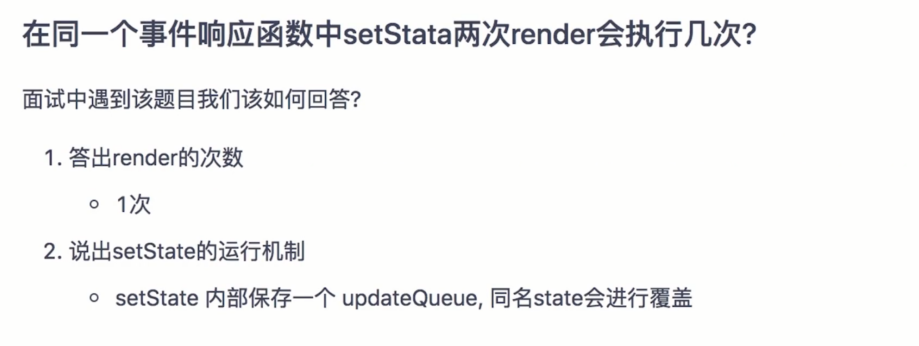 在同一个事件响应函数中setStata两次render会执行几次?
面试中遇到该题目我们该如何回答?
1. 答出render的次数
1次
2. 说出setState的运行机制
setState 内部保存一个 updateQueue, 同名state会进行覆盖